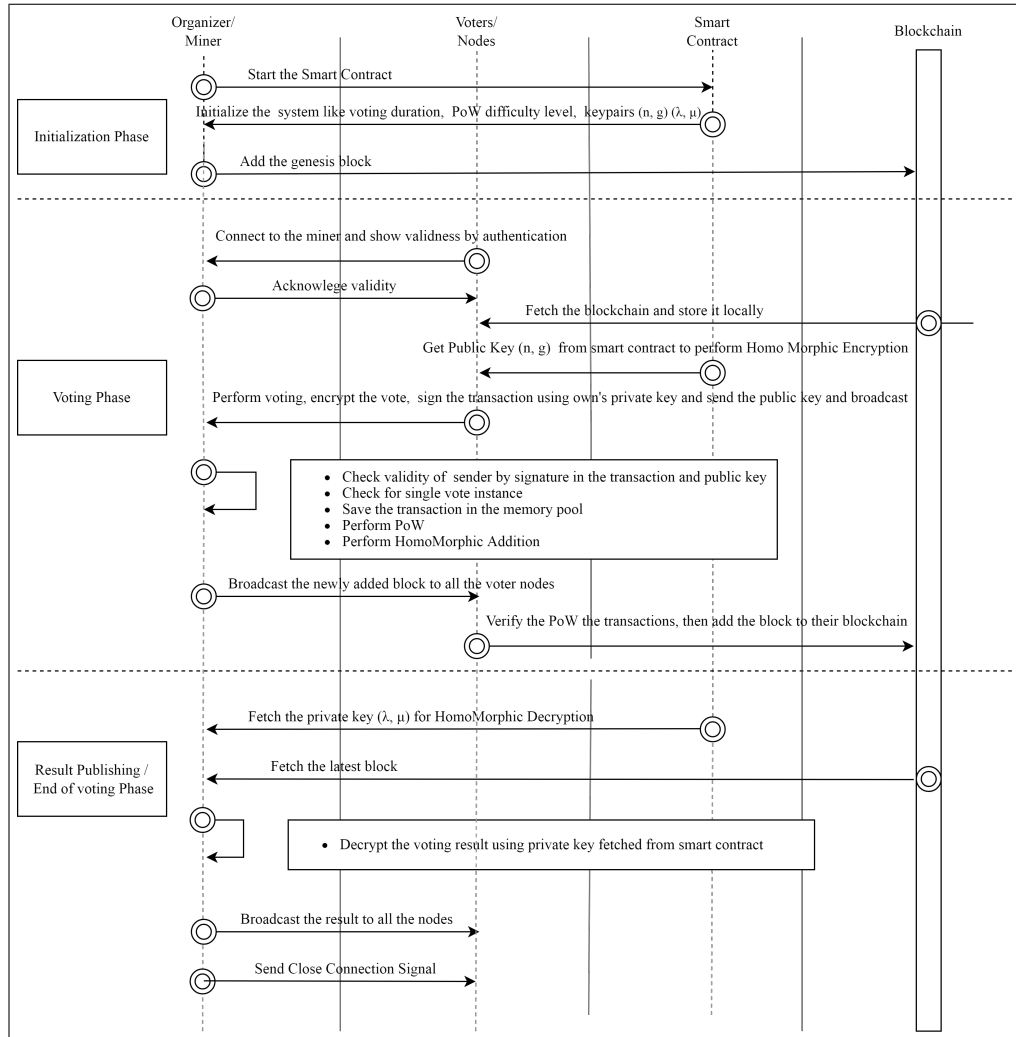 Organizer/
Miner
Voters/
Nodes
Smart
Contract
Blockchain
Start the Smart Contract
Initialize the system like voting duration, PoW difficulty level, keypairs (n, g) (λ, μ)
Initialization Phase
Add the genesis block
Connect to the miner and show validness by authentication
Acknowlege validity
Fetch the blockchain and store it locally
Get Public Key (n, g) from smart contract to perform Homo Morphic Encryption
Voting Phase
Perform voting, encrypt the vote, sign the transaction using own's private key and send the public key and broadcast
• Check validity of sender by signature in the transaction and public key
• Check for single vote instance
• Save the transaction in the memory pool
• Perform PoW
• Perform HomoMorphic Addition
Broadcast the newly added block to all the voter nodes
Verify the PoW the transactions, then add the block to their blockchain
Fetch the private key (λ, μ) for HomoMorphic Decryption
Result Publishing /
End of voting Phase
Fetch the latest block
• Decrypt the voting result using private key fetched from smart contract
Broadcast the result to all the nodes
Send Close Connection Signal